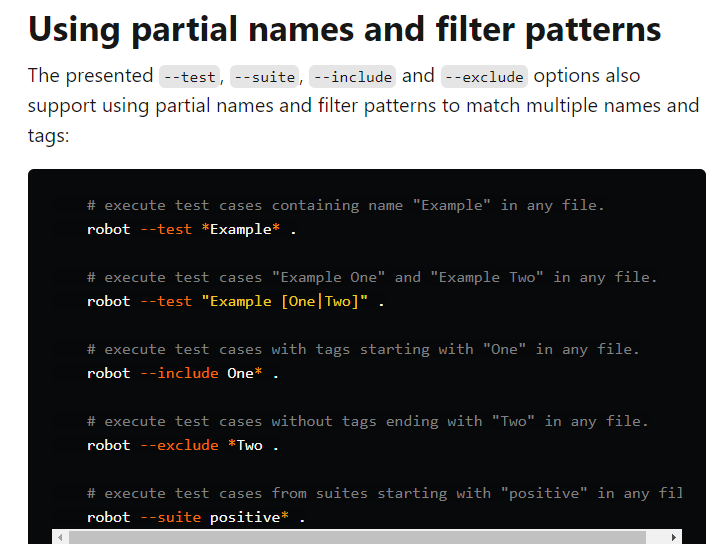 Using partial names and filter patterns
The presented --test, --suite, --include and --exclude options also
support using partial names and filter patterns to match multiple names and
tags:
# execute test cases containing name "Example" in any file.
robot --test *Example* .
# execute test cases "Example One" and "Example Two" in any file.
robot --test "Example [One|Two]" .
# execute test cases with tags starting with "One" in any file.
robot --include One* .
# execute test cases without tags ending with "Two" in any file.
robot --exclude *Two .
# execute test cases from suites starting with "positive" in any fil
robot --suite positive* .